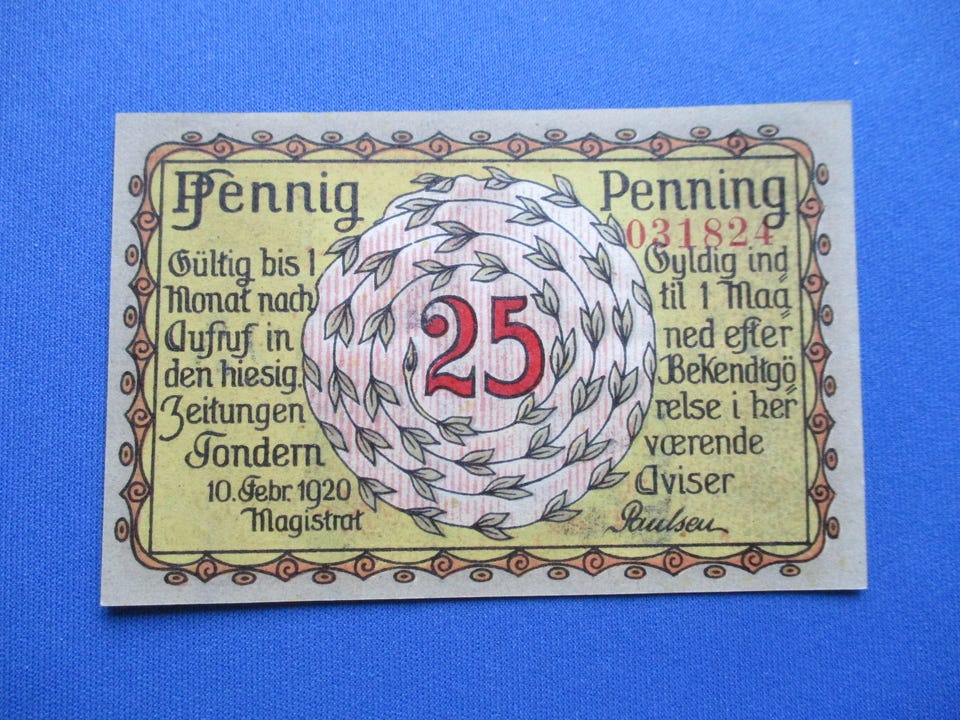 Pfennig
Gültig bis 1
Monat nach
Aufruf in
den hiesig.
Zeitungen
Tondern
10. Febr. 1920
Magistrat
25
Penning
031824
Gyldig ind=
til 1 Maa=
ned efter
Bekendtgö=
relse i her
værende
Aviser
Paulsen